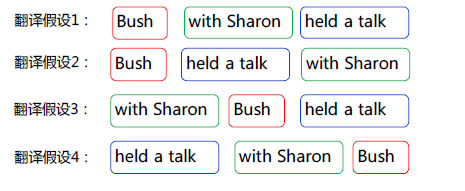 翻译假设1： Bush with Sharon held a talk
翻译假设2： Bush held a talk with Sharon
翻译假设3： with Sharon Bush held a talk
翻译假设4： held a talk with Sharon Bush